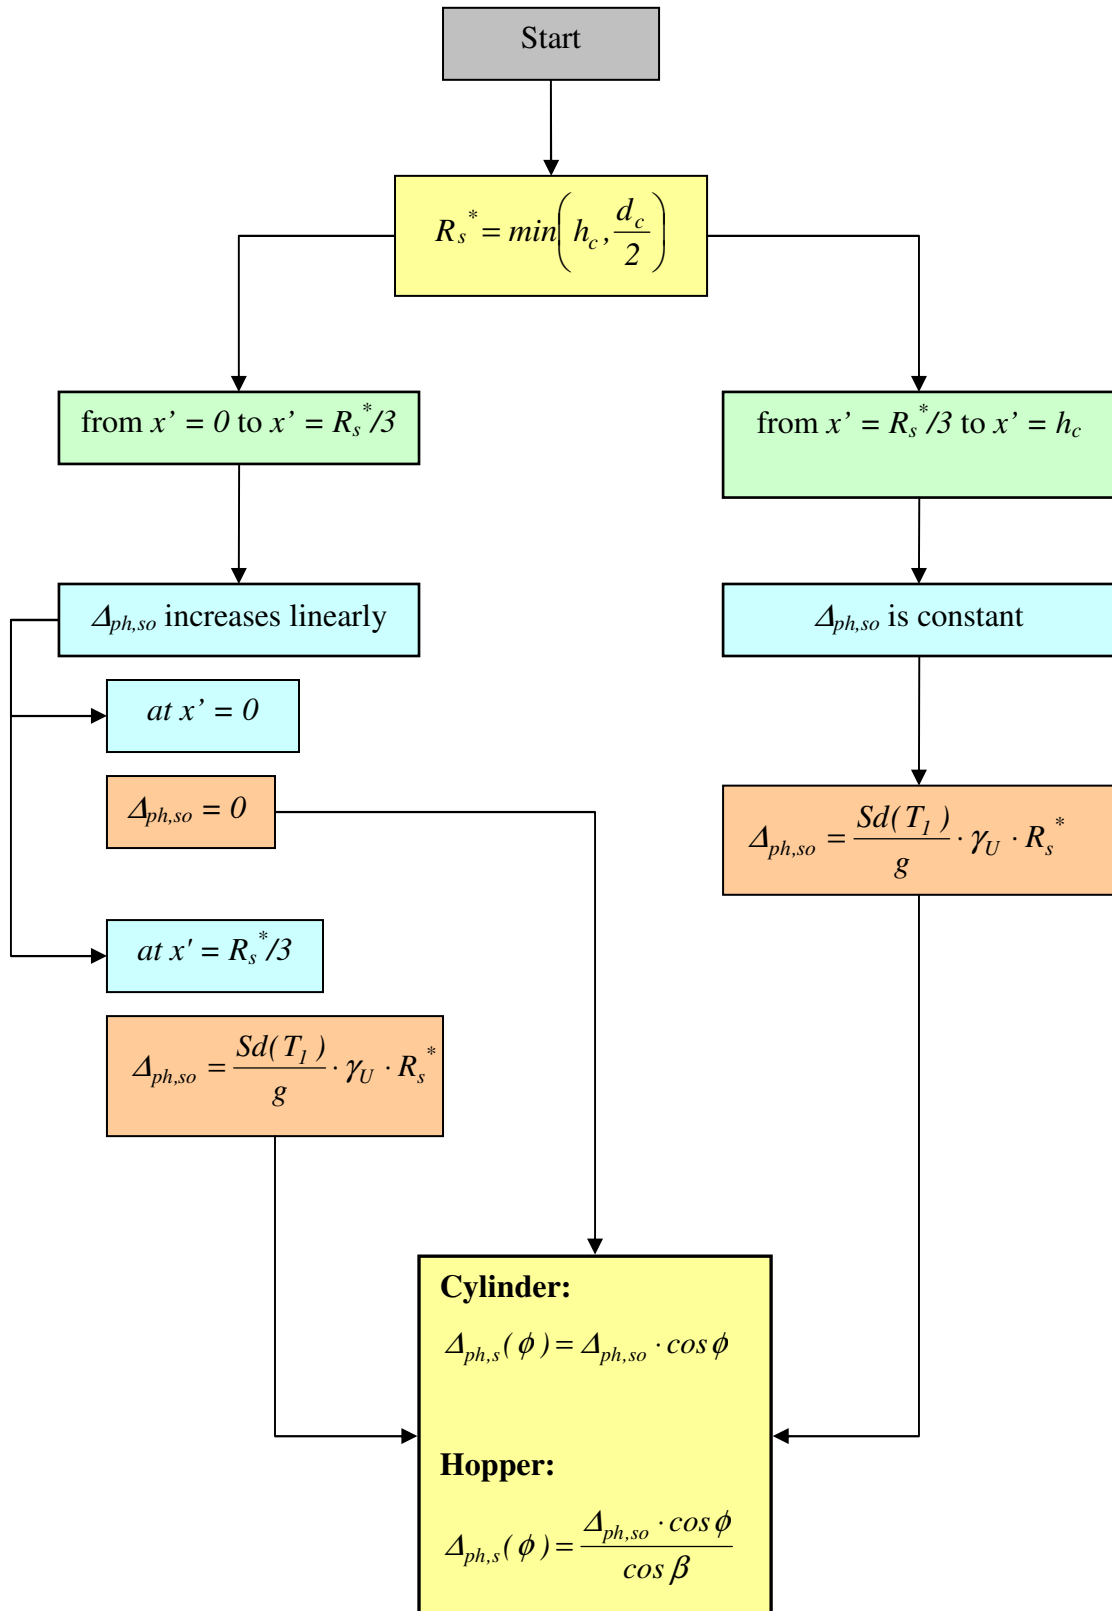 Start
R_s^* = min(h_c, d_c/2)
from x’ = 0 to x’ = R_s^*/3
from x’ = R_s^*/3 to x’ = h_c
Δ_ph,so increases linearly
Δ_ph,so is constant
at x’ = 0
Δ_ph,so = 0
Δ_ph,so = Sd(T_1)/g · γ_U · R_s^*
at x' = R_s^*/3
Δ_ph,so = Sd(T_1)/g · γ_U · R_s^*
Cylinder:
Δ_ph,s(ϕ) = Δ_ph,so · cos ϕ
Hopper:
Δ_ph,s(ϕ) = Δ_ph,so · cos ϕ / cos β